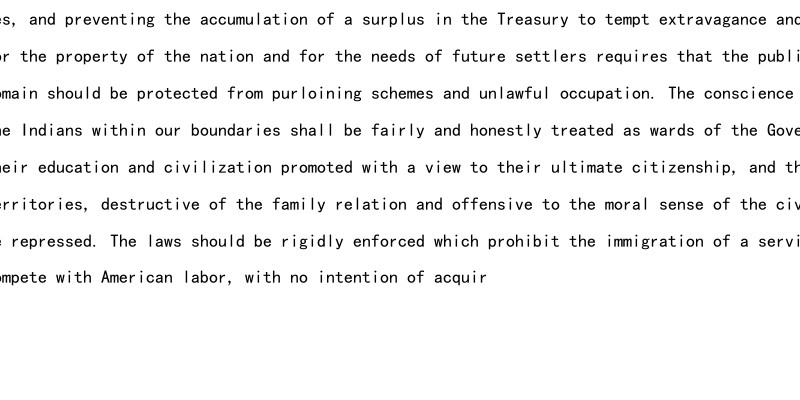 es, and preventing the accumulation of a surplus in the Treasury to tempt extravagance and
or the property of the nation and for the needs of future settlers requires that the publi
omain should be protected from purloining schemes and unlawful occupation. The conscience
he Indians within our boundaries shall be fairly and honestly treated as wards of the Gove
heir education and civilization promoted with a view to their ultimate citizenship, and th
erritories, destructive of the family relation and offensive to the moral sense of the civ
e repressed. The laws should be rigidly enforced which prohibit the immigration of a servi
ompete with American labor, with no intention of acquir